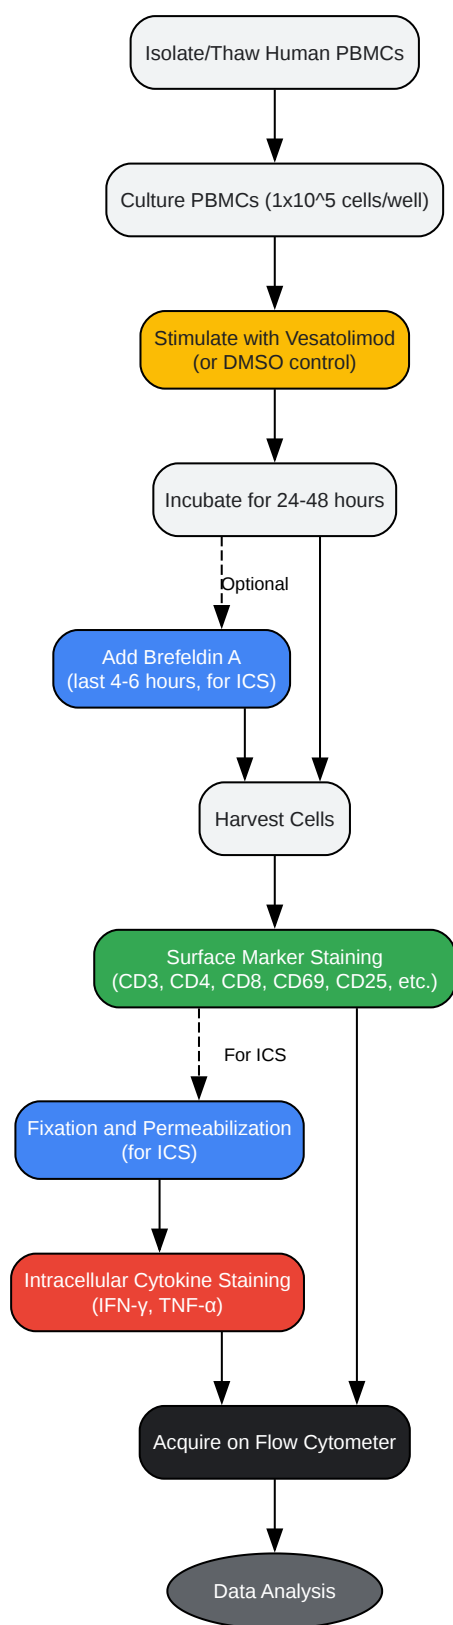 Isolate/Thaw Human PBMCs
Culture PBMCs (1x10^5 cells/well)
Stimulate with Vesatolimod
(or DMSO control)
Incubate for 24-48 hours
Optional
Add Brefeldin A
(last 4-6 hours, for ICS)
Harvest Cells
Surface Marker Staining
(CD3, CD4, CD8, CD69, CD25, etc.)
For ICS
Fixation and Permeabilization
(for ICS)
Intracellular Cytokine Staining
(IFN-γ, TNF-α)
Acquire on Flow Cytometer
Data Analysis